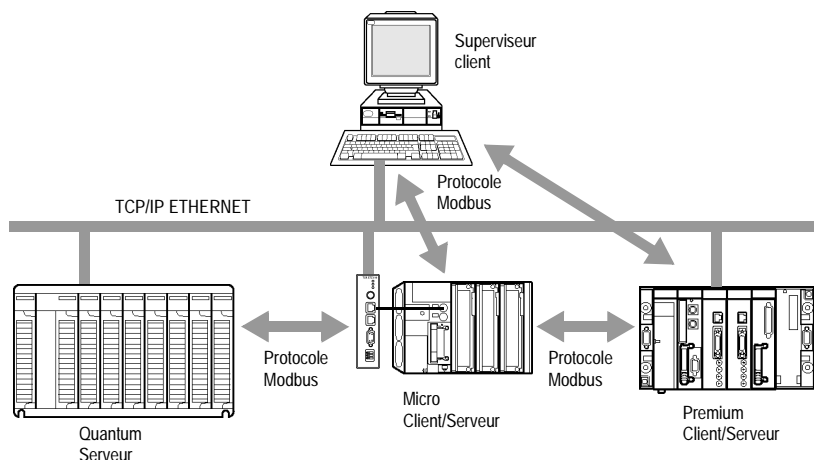 Superviseur
client
Protocole
Modbus
TCP/IP ETHERNET
Protocole
Modbus
Protocole
Modbus
Micro
Client/Serveur
Premium
Client/Serveur
Quantum
Serveur